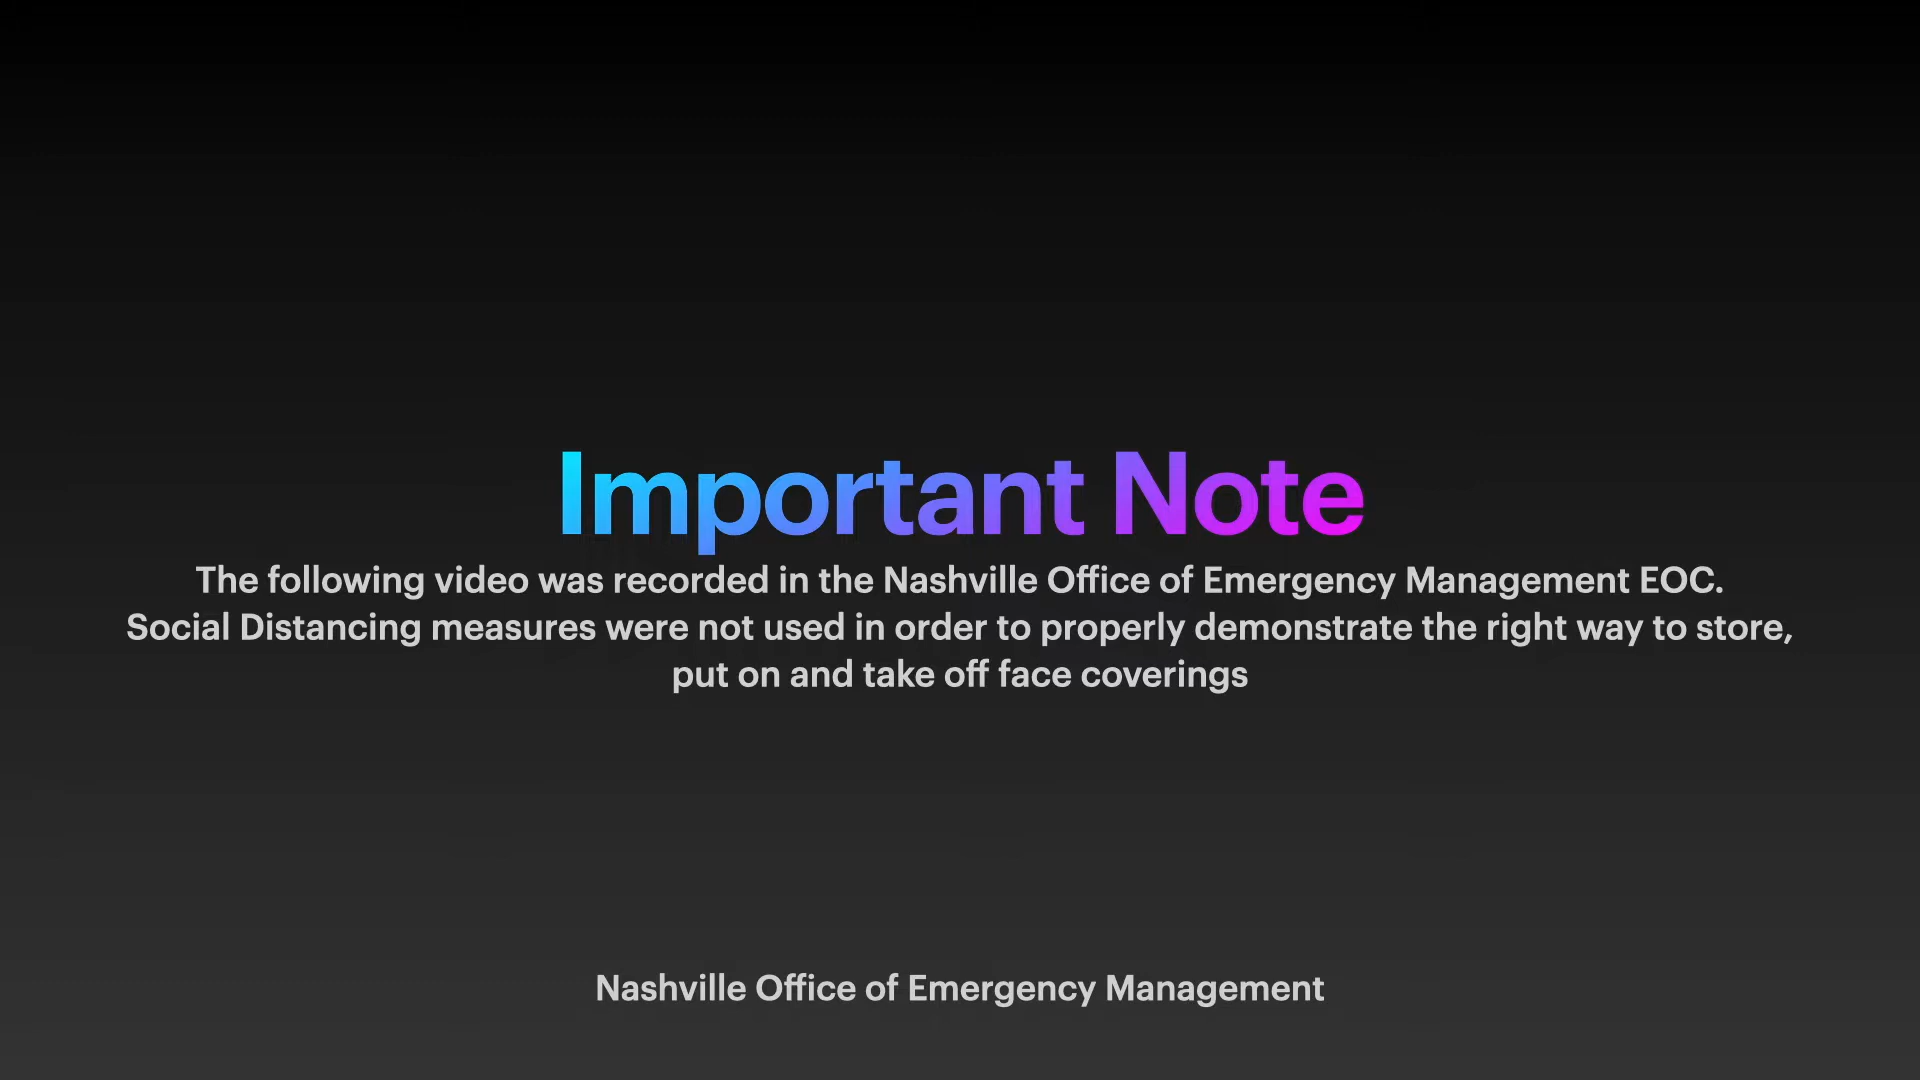 Important Note
The following video was recorded in the Nashville Office of Emergency Management EOC.
Social Distancing measures were not used in order to properly demonstrate the right way to store,
put on and take off face coverings
Nashville Office of Emergency Management